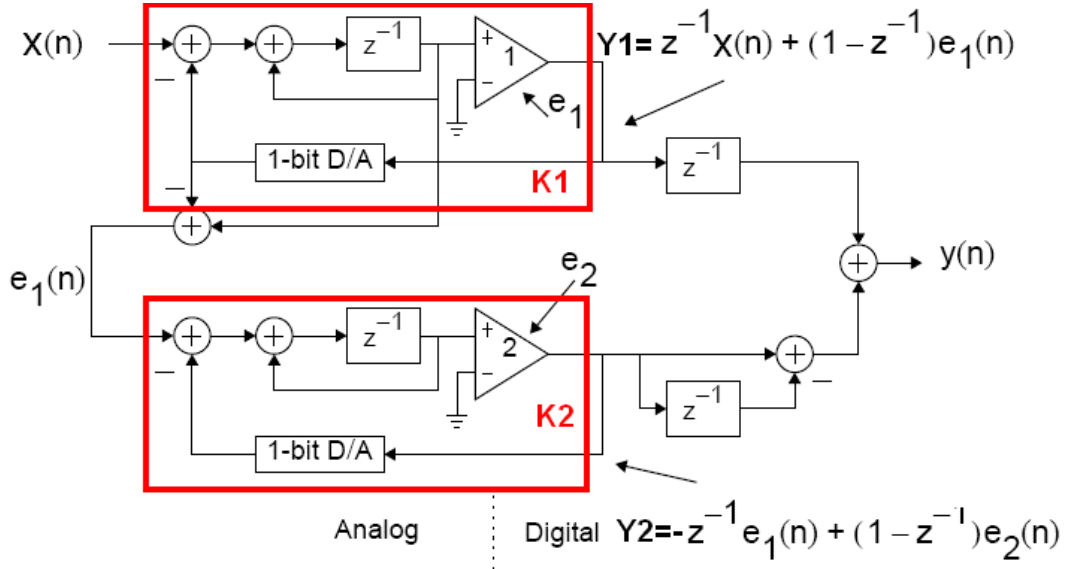 X(n)
z⁻¹
1
e₁
Y1= z⁻¹X(n) + (1 – z⁻¹)e₁(n)
1-bit D/A
K1
z⁻¹
e₁(n)
e₂
y(n)
z⁻¹
2
K2
z⁻¹
1-bit D/A
Analog
Digital
Y2=-z⁻¹e₁(n) + (1 – z⁻¹)e₂(n)